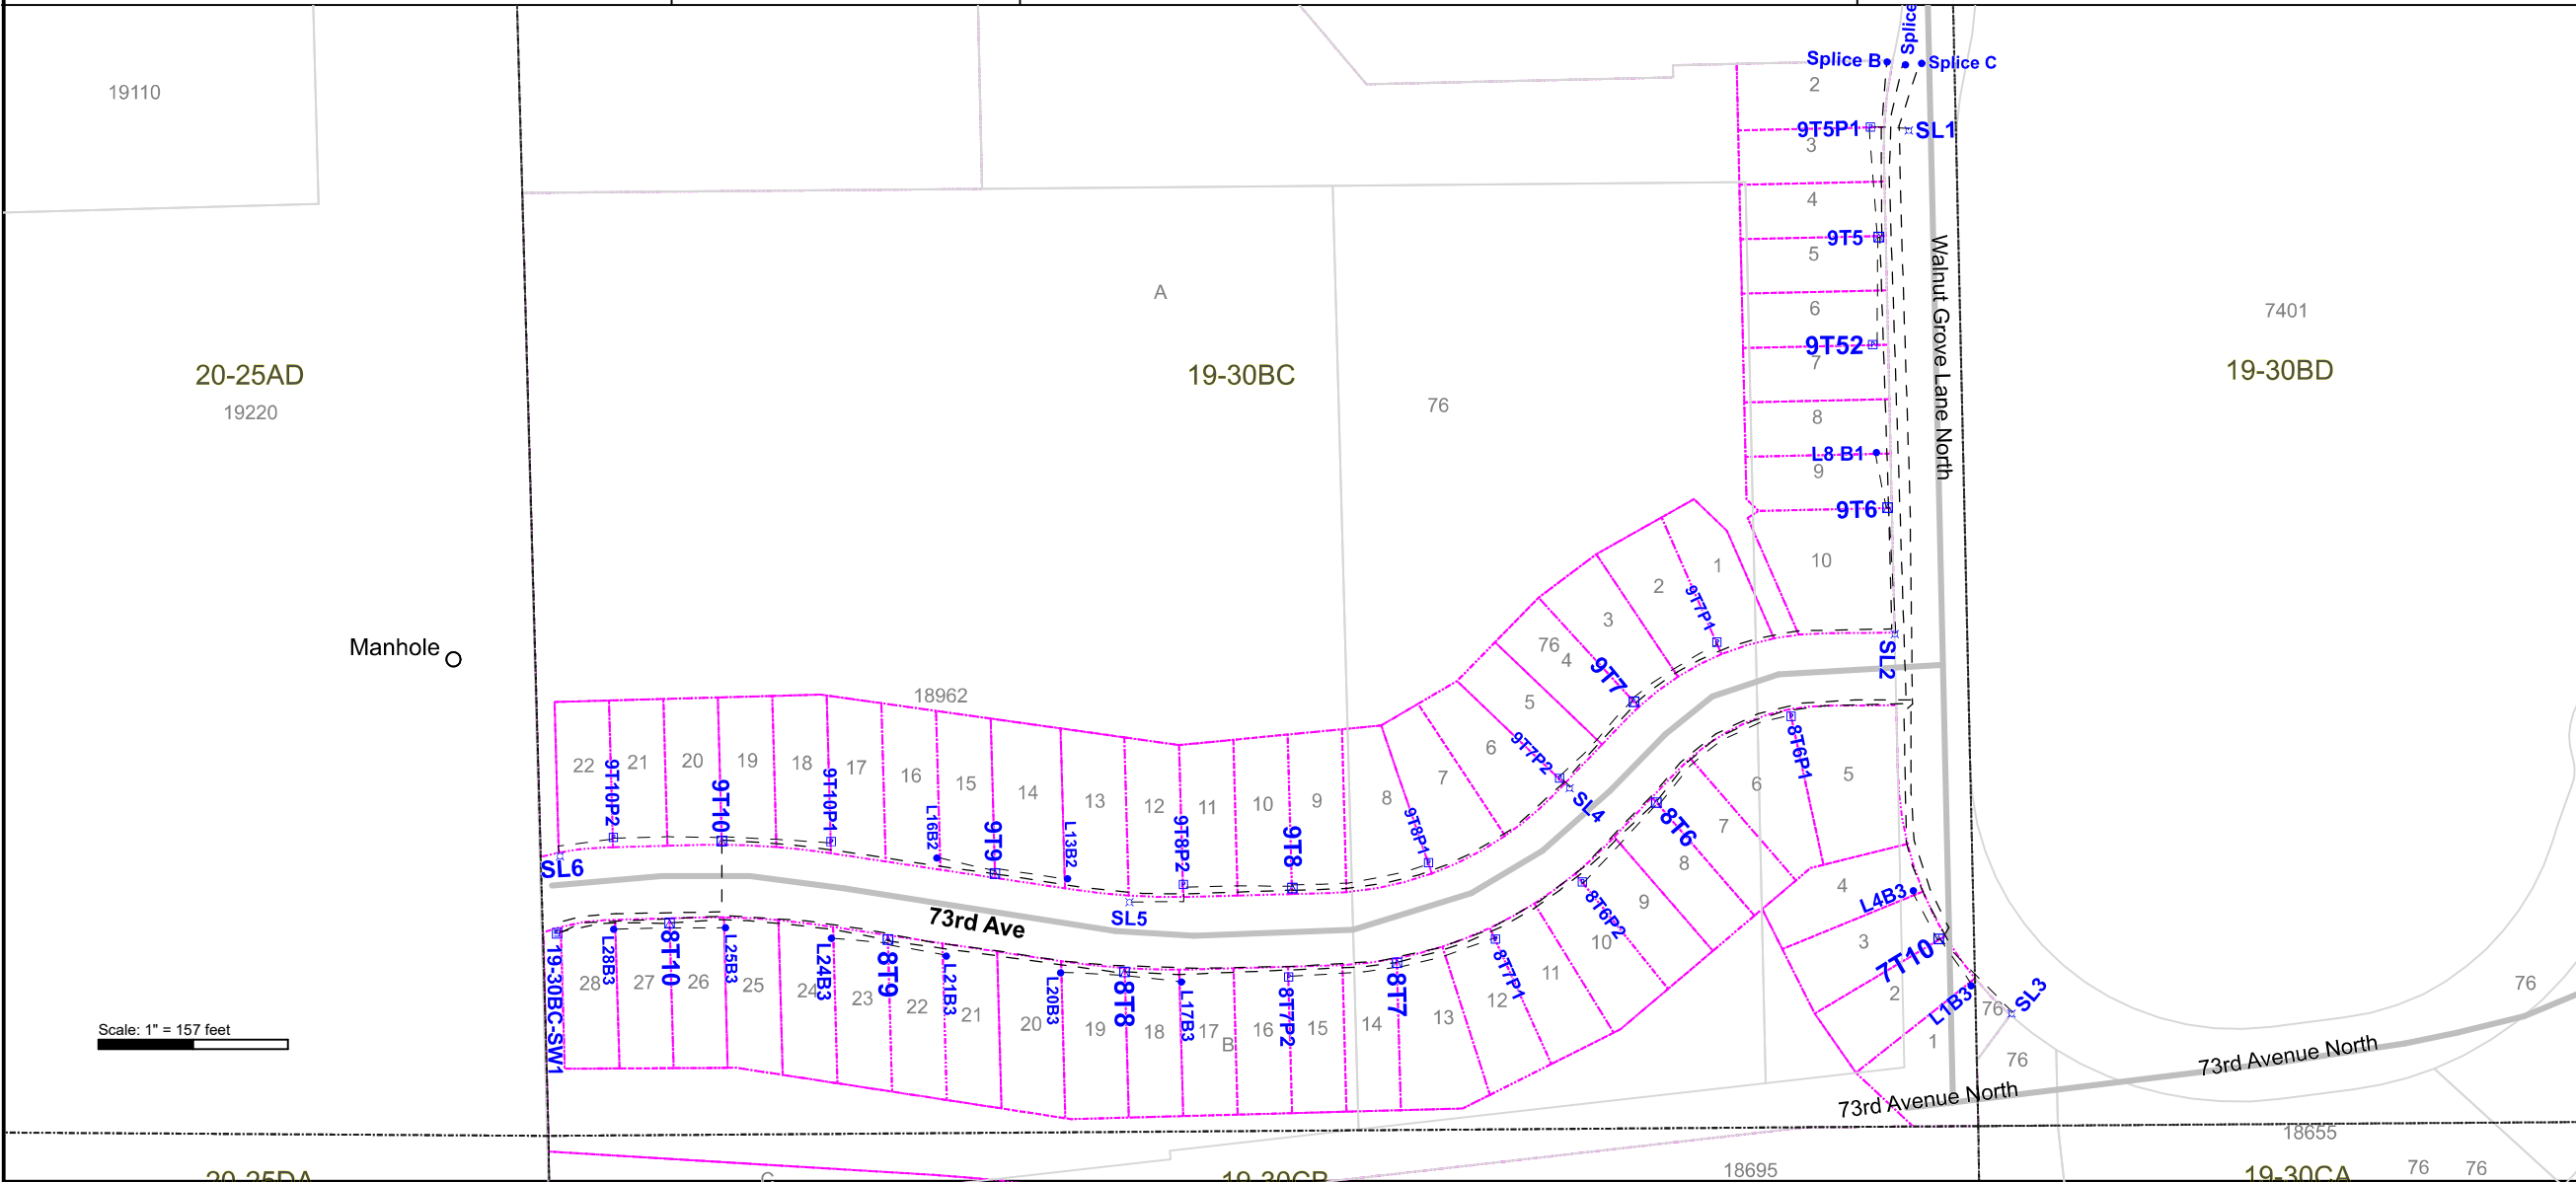 Splice
Splice B
Splice C
2
19110
9T5P1
SL1
3
4
9T5
5
Walnut Grove Lane North
A
6
7401
9T52
7
20-25AD
19-30BC
19-30BD
19220
76
8
L8 B1
9
9T6
10
1
2
9T7P1
3
76
4
9T7
SL2
Manhole
18962
5
9T7P2
6
7
8
9T8P1
SL4
22
9T10P2
21
20
9T10
19
18
9T10P1
17
16
L16B2
15
9T9
14
L13B2
13
12
9T8P2
11
10
9T8
9
8T6P1
5
6
8T6
7
8
SL6
SL5
73rd Ave
8T6P2
9
10
4
L4B3
3
7T10
2
L1B3
76
SL3
1
76
76
19-30BC-SW1
28
L28B3
27
8T10
26
L25B3
25
24
L24B3
23
8T9
22
L21B3
21
20
L20B3
19
8T8
18
L17B3
17
B
16
8T7P2
15
14
8T7
13
12
8T7P1
11
Scale: 1" = 157 feet
73rd Avenue North
73rd Avenue North
18655
20-25DA
C
19-30CB
18695
19-30CA
76
76